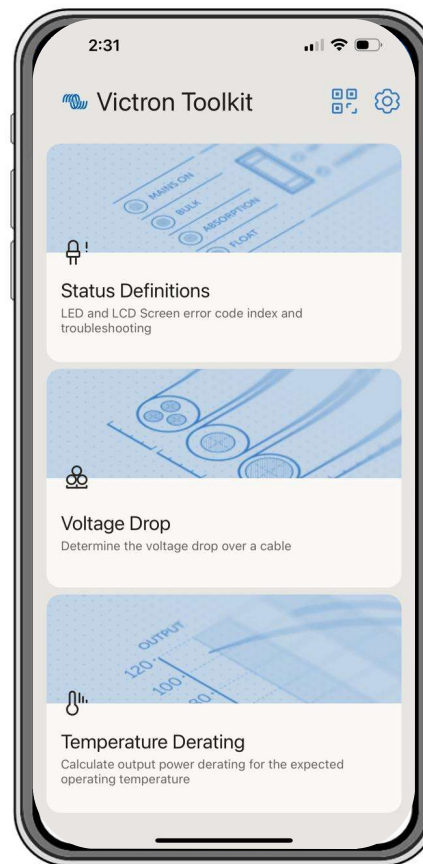 2:31
Victron Toolkit
MAINS ON
BULK
ABSORPTION
FLOAT
Status Definitions
LED and LCD Screen error code index and
troubleshooting
Voltage Drop
Determine the voltage drop over a cable
OUTPUT
120
100
80
Temperature Derating
Calculate output power derating for the expected
operating temperature